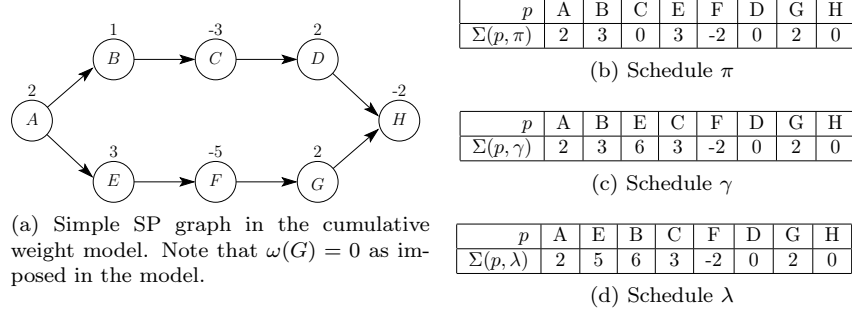 1
-3
2
B
C
D
2
-2
A
H
3
-5
2
E
F
G
(a) Simple SP graph in the cumulative
weight model. Note that ω(G) = 0 as im-
posed in the model.
p A B C E F D G H
Σ(p, π) 2 3 0 3 -2 0 2 0
(b) Schedule π
p A B E C F D G H
Σ(p, γ) 2 3 6 3 -2 0 2 0
(c) Schedule γ
p A E B C F D G H
Σ(p, λ) 2 5 6 3 -2 0 2 0
(d) Schedule λ